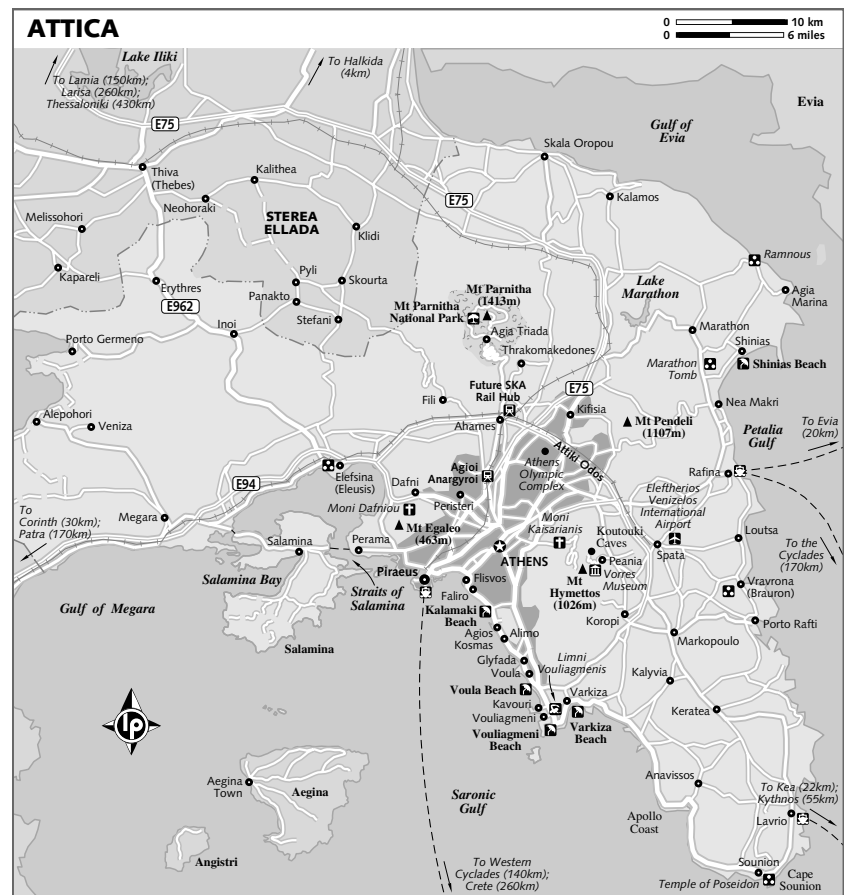 ATTICA
0 10 km
0 6 miles
Lake Iliki
To Lamia (150km);
Larisa (260km);
Thessaloniki (430km)
To Halkida
(4km)
Evia
Gulf of
Evia
E75
Skala Oropou
Thiva
(Thebes)
Kalithea
E75
Kalamos
Neohoraki
STEREA
ELLADA
Melissohori
Klidi
Ramnous
Kapareli
Erythres
Pyli
Skourta
Lake
Marathon
Agia
Marina
E962
Panakto
Mt Parnitha
(1413m)
Mt Parnitha
National Park
Stefani
Inoi
Agia Triada
Marathon
Porto Germeno
Thrakomakedones
Shinias
Marathon
Tomb
Shinias Beach
Future SKA
Rail Hub
E75
Fili
Kifisia
Nea Makri
Alepohori
Veniza
Aharnes
Mt Pendeli
(1107m)
Petalia
Gulf
To Evia
(20km)
Attiki Odos
Athens
Olympic
Complex
Agioi
Anargyroi
Elefsina
(Eleusis)
Rafina
E94
Dafni
Peristeri
Moni Dafniou
Eleftherios
Venizelos
International
Airport
To
Corinth (30km);
Patra (170km)
Megara
Mt Egaleo
(463m)
Moni
Kaisarianis
Koutouki
Caves
Loutsa
Salamina
Perama
ATHENS
Peania
Spata
To the
Cyclades
(170km)
Vorres
Museum
Salamina Bay
Piraeus
Flisvos
Mt
Hymettos
(1026m)
Vravrona
(Brauron)
Straits of
Salamina
Faliro
Gulf of Megara
Kalamaki
Beach
Koropi
Porto Rafti
Agios
Kosmas
Alimo
Markopoulo
Salamina
Glyfada
Limni
Vouliagmenis
Voula
Kalyvia
Voula Beach
Varkiza
Kavouri
Keratea
Vouliagmeni
Vouliagmeni
Beach
Varkiza
Beach
lp
Aegina
Town
Aegina
Saronic
Gulf
Anavissos
To Kea (22km);
Kythnos (55km)
Apollo
Coast
Lavrio
Angistri
To Western
Cyclades (140km);
Crete (260km)
Sounion
Temple of Poseidon
Cape
Sounion